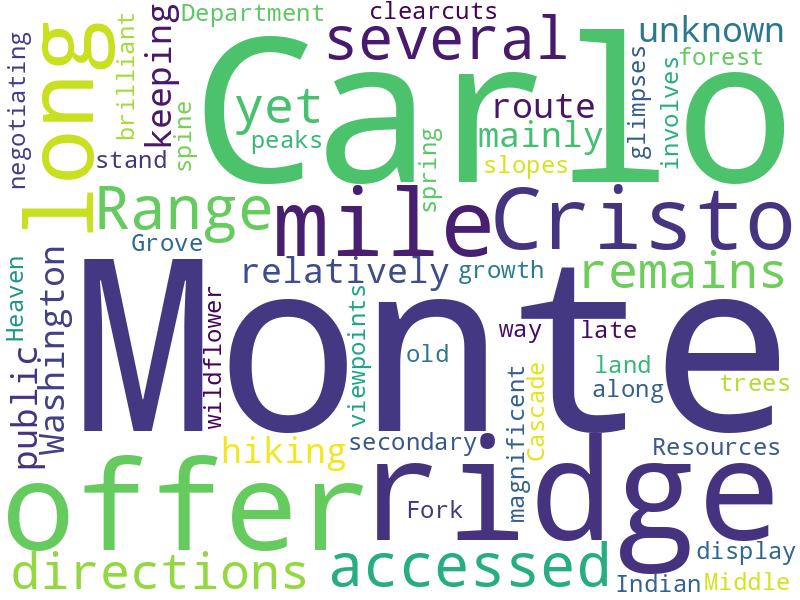 Department
clearcuts
negotiating
long
brilliant
keeping
Carlo
several
unknown
yet
peaks
route
mainly
glimpses
forest
involves
stand
spine
spring
slopes
Range
mile
Cristo
Grove
Heaven
Washington
relatively
growth
remains
Monte
wildflower
viewpoints
old
way
late
land
along
trees
public
hiking
secondary
magnificent
Cascade
Resources
offer
ridge
Fork
directions
accessed
display
Indian
Middle